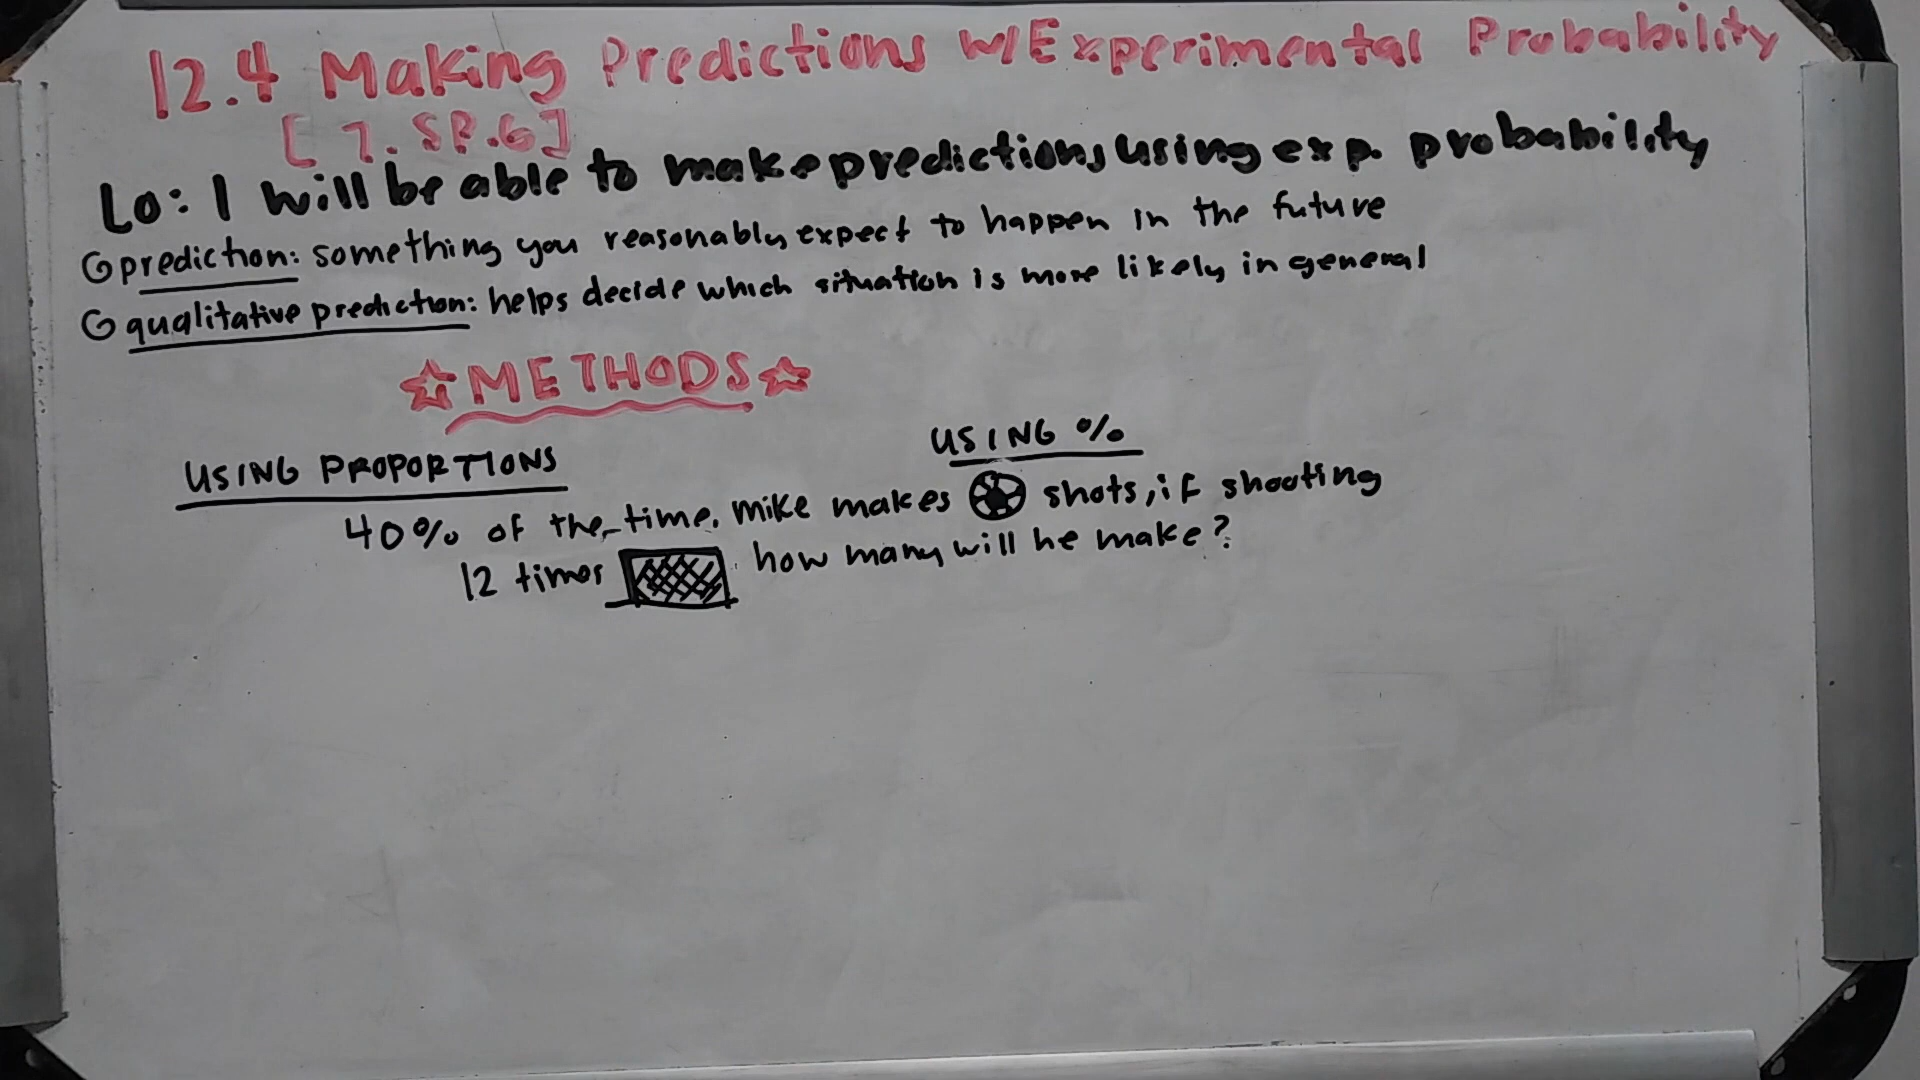 12.4 Making Predictions w/Experimental Probability
[7.SP.6]
LO: I will be able to make predictions using exp. probability
prediction: something you reasonably expect to happen in the future
qualitative prediction: helps decide which situation is more likely in general
METHODS
USING PROPORTIONS
USING %
40% of the time. mike makes shots, if shooting
12 times how many will he make?